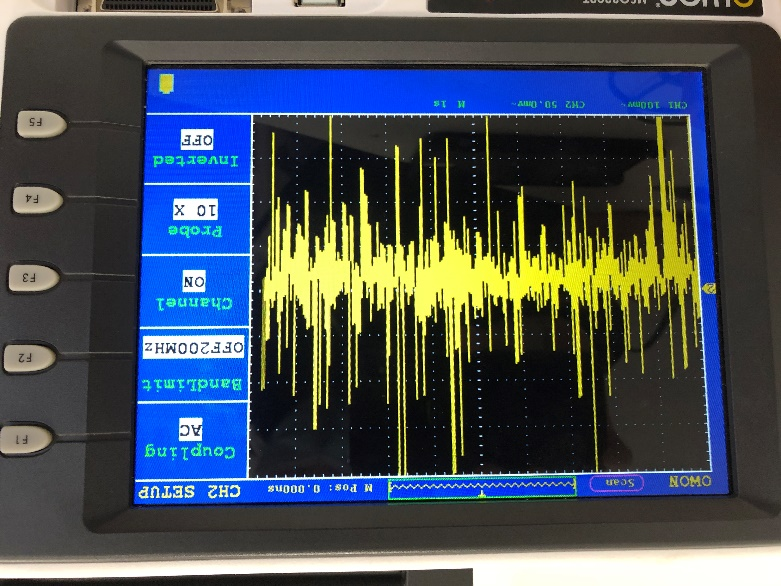 OWON
Scan
M Pos: 0.000ns
CH2 SETUP
Coupling
AC
BandLimit
OFF200MHz
Channel
ON
Probe
10 X
Inverted
OFF
CH1 100mv~
CH2 50.0mv~
M 1s
F1
F2
F3
F4
F5